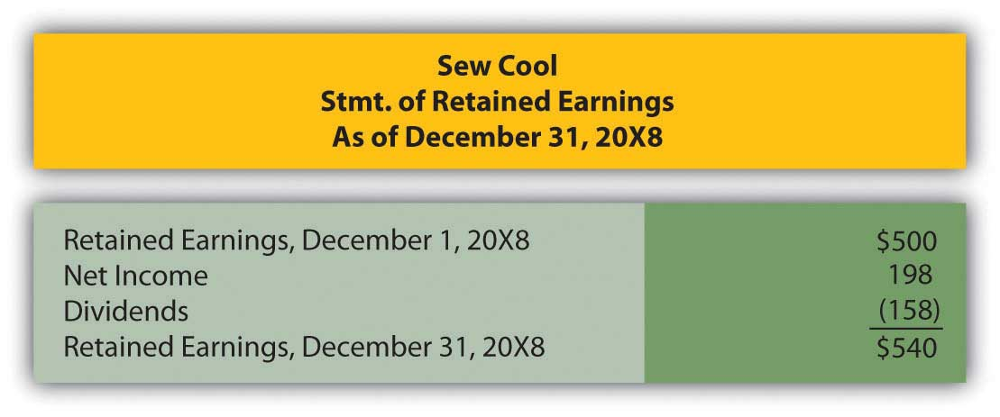 Sew Cool
Stmt. of Retained Earnings
As of December 31, 20X8
Retained Earnings, December 1, 20X8 $500
Net Income 198
Dividends (158)
Retained Earnings, December 31, 20X8 $540